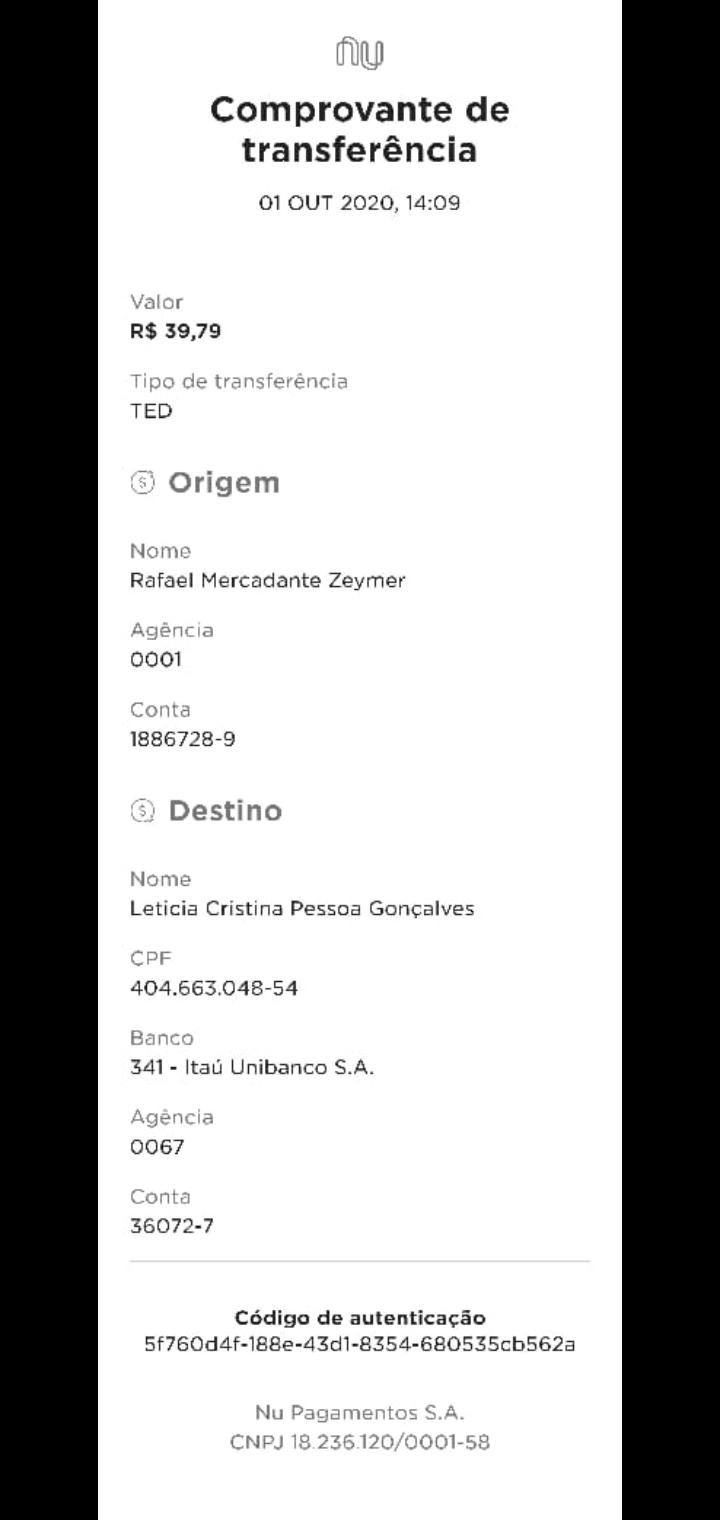 nu
Comprovante de
transferência
01 OUT 2020, 14:09
Valor
R$ 39,79
Tipo de transferência
TED
Origem
Nome
Rafael Mercadante Zeymer
Agência
0001
Conta
1886728-9
Destino
Nome
Leticia Cristina Pessoa Gonçalves
CPF
404.663.048-54
Banco
341 - Itaú Unibanco S.A.
Agência
0067
Conta
36072-7
Código de autenticação
5f760d4f-188e-43d1-8354-680535cb562a
Nu Pagamentos S.A.
CNPJ 18.236.120/0001-58